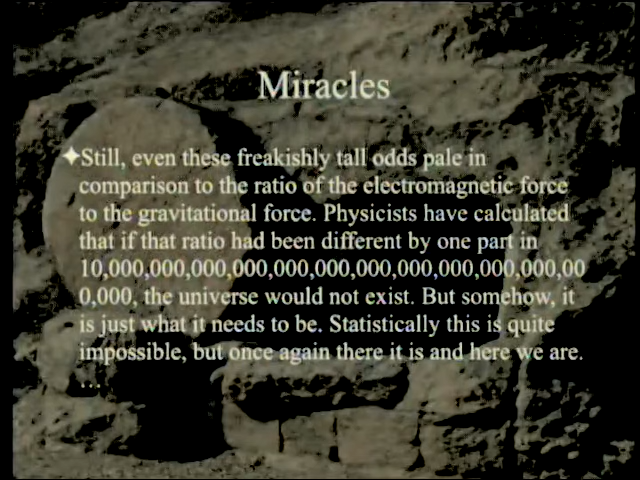 Miracles
✦Still, even these freakishly tall odds pale in
comparison to the ratio of the electromagnetic force
to the gravitational force. Physicists have calculated
that if that ratio had been different by one part in
10,000,000,000,000,000,000,000,000,000,000,000,00
0,000, the universe would not exist. But somehow, it
is just what it needs to be. Statistically this is quite
impossible, but once again there it is and here we are.
…